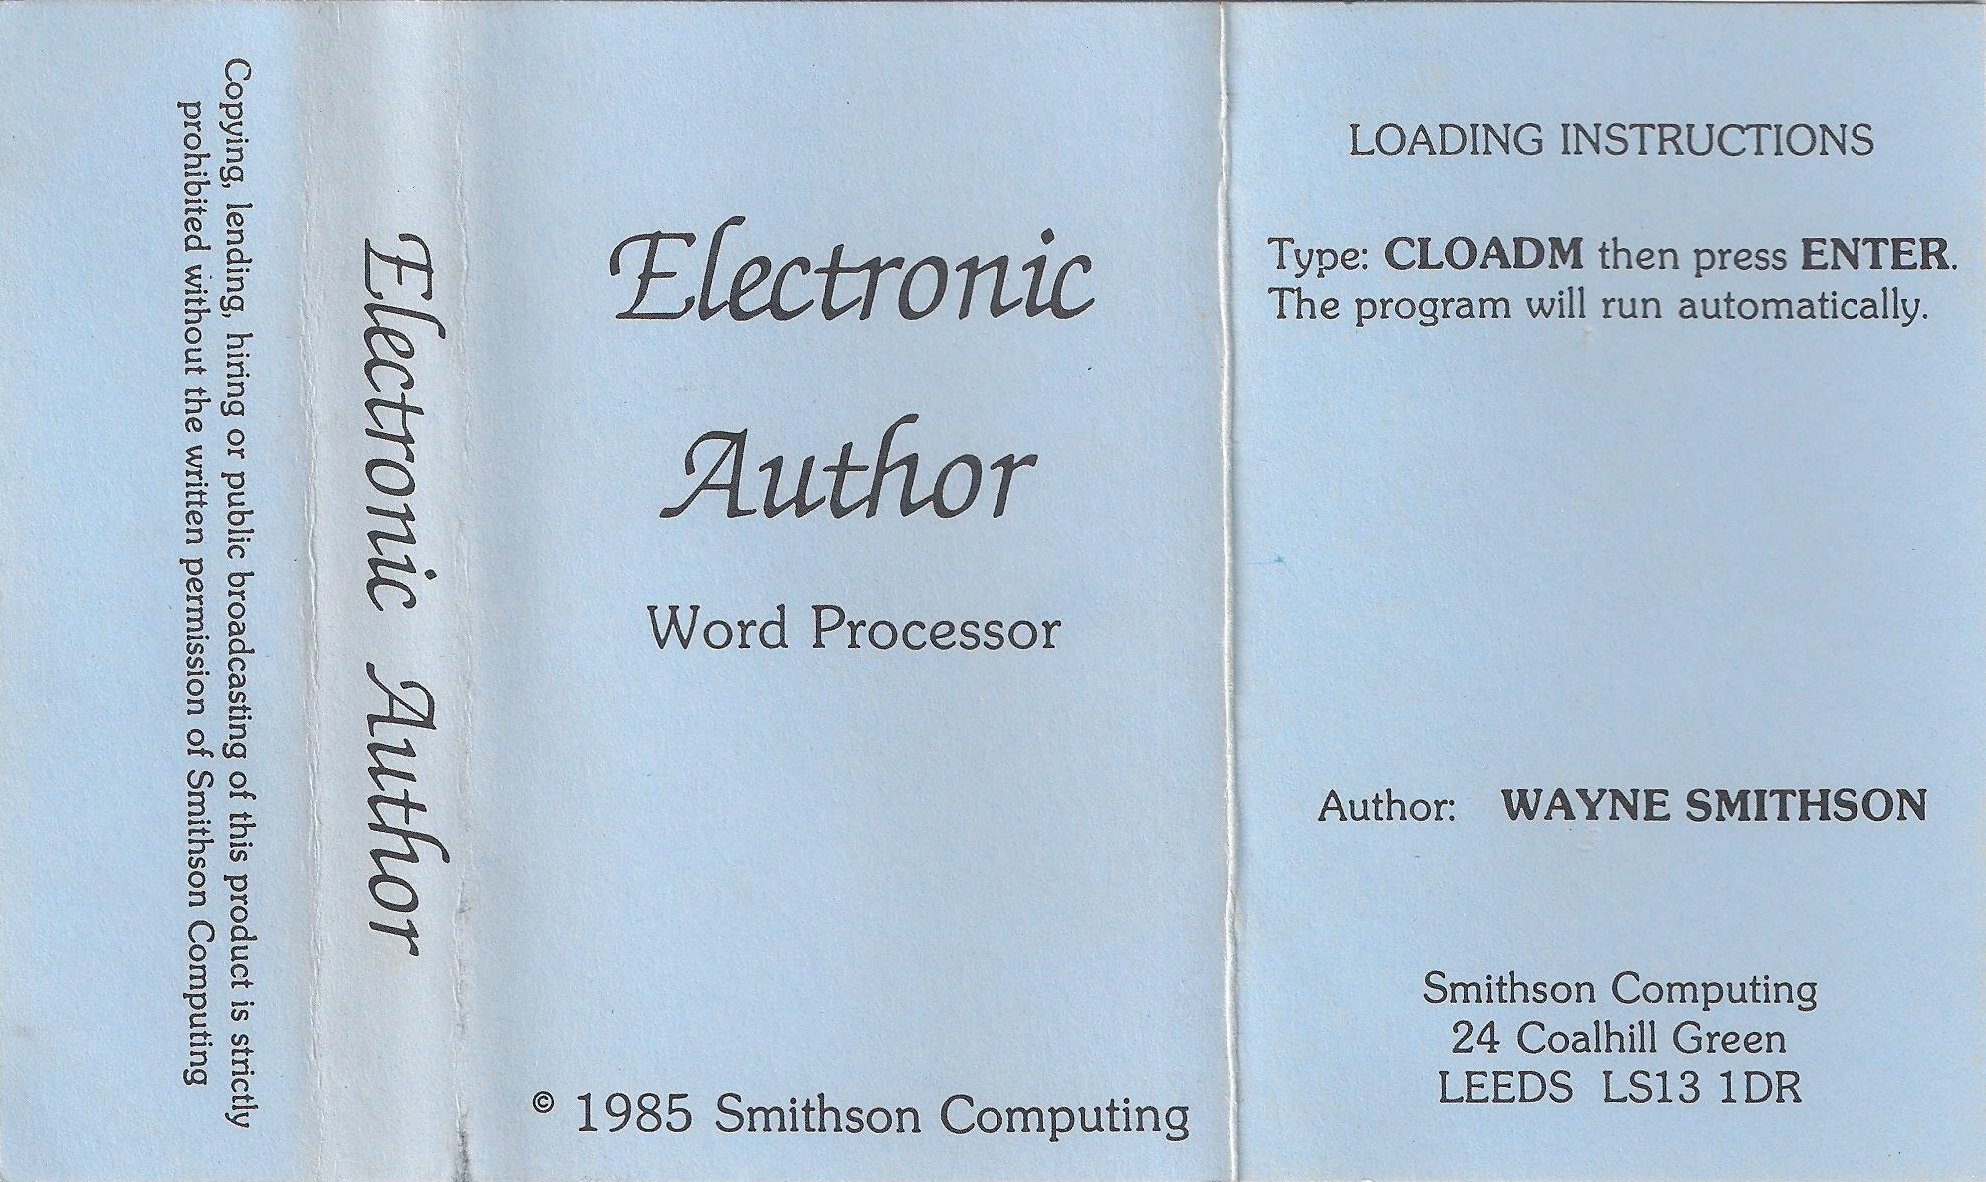 Copying, lending, hiring or public broadcasting of this product is strictly
prohibited without the written permission of Smithson Computing
Electronic Author
Electronic
Author
Word Processor
© 1985 Smithson Computing
LOADING INSTRUCTIONS
Type: CLOADM then press ENTER.
The program will run automatically.
Author: WAYNE SMITHSON
Smithson Computing
24 Coalhill Green
LEEDS LS13 1DR